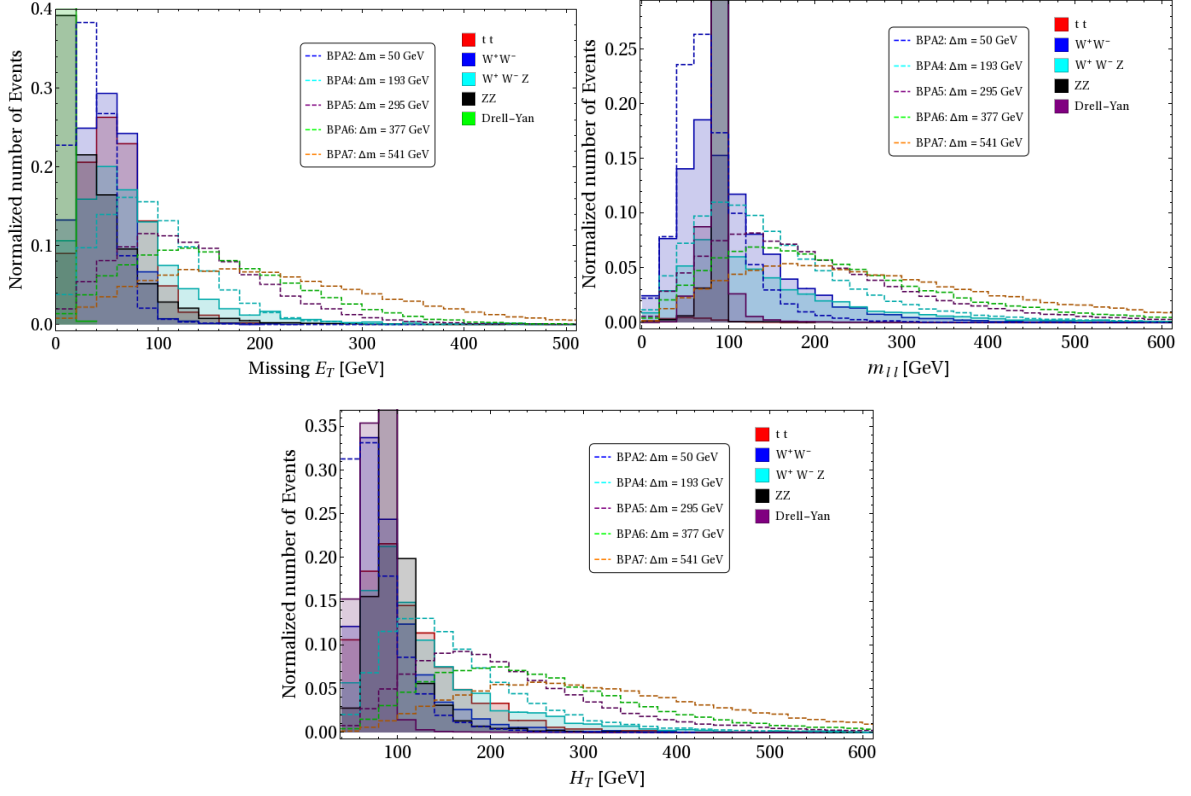 0.4
0.3
0.2
0.1
0.0
0 100 200 300 400 500
Normalized number of Events
Missing E_T [GeV]
BPA2: Δm = 50 GeV
BPA4: Δm = 193 GeV
BPA5: Δm = 295 GeV
BPA6: Δm = 377 GeV
BPA7: Δm = 541 GeV
t t
W⁺W⁻
W⁺ W⁻ Z
ZZ
Drell–Yan
0.25
0.20
0.15
0.10
0.05
0.00
0 100 200 300 400 500 600
Normalized number of Events
m_{l l} [GeV]
BPA2: Δm = 50 GeV
BPA4: Δm = 193 GeV
BPA5: Δm = 295 GeV
BPA6: Δm = 377 GeV
BPA7: Δm = 541 GeV
t t
W⁺W⁻
W⁺ W⁻ Z
ZZ
Drell–Yan
0.35
0.30
0.25
0.20
0.15
0.10
0.05
0.00
100 200 300 400 500 600
Normalized number of Events
H_T [GeV]
BPA2: Δm = 50 GeV
BPA4: Δm = 193 GeV
BPA5: Δm = 295 GeV
BPA6: Δm = 377 GeV
BPA7: Δm = 541 GeV
t t
W⁺W⁻
W⁺ W⁻ Z
ZZ
Drell–Yan